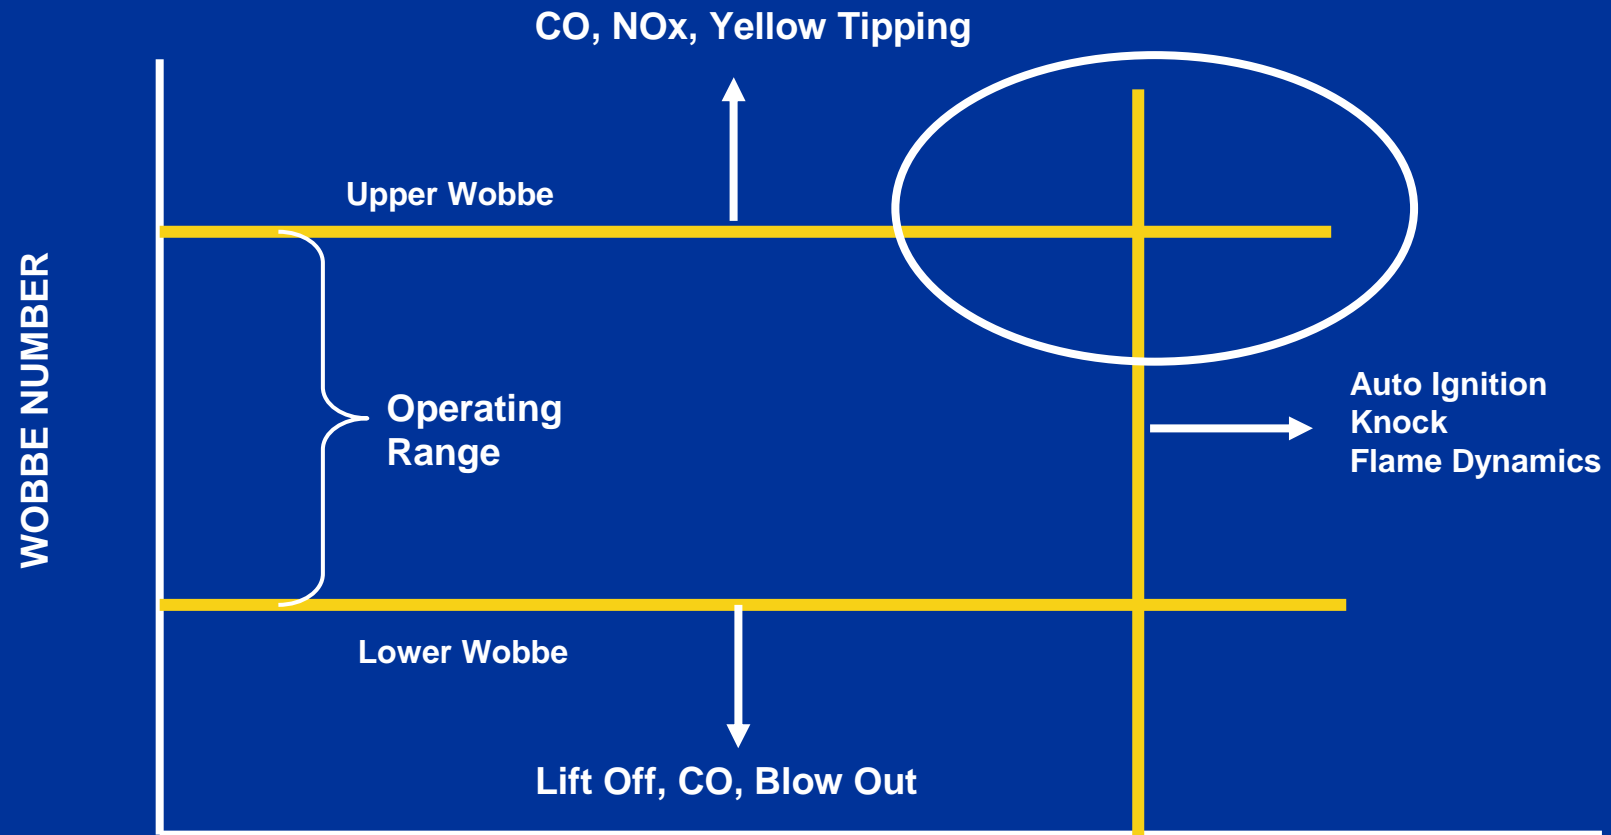 CO, NOx, Yellow Tipping
Upper Wobbe
WOBBE NUMBER
Operating
Range
Auto Ignition
Knock
Flame Dynamics
Lower Wobbe
Lift Off, CO, Blow Out